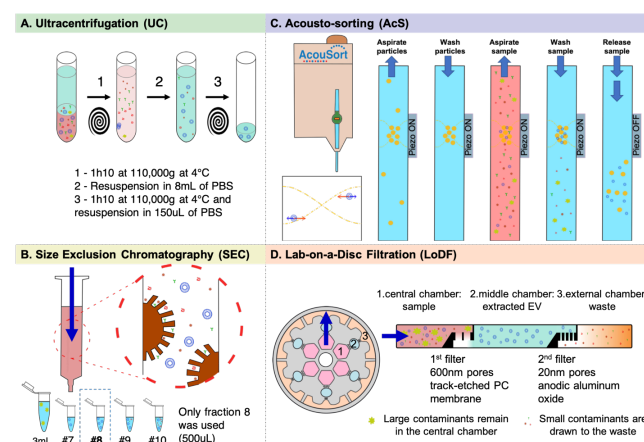 A. Ultracentrifugation (UC)
1
2
3
1 - 1h10 at 110,000g at 4°C
2 - Resuspension in 8mL of PBS
3 - 1h10 at 110,000g at 4°C and
resuspension in 150uL of PBS
B. Size Exclusion Chromatography (SEC)
Only fraction 8
was used
(500uL)
3ml
#7
#8
#9
#10
C. Acousto-sorting (AcS)
AcouSort
Aspirate
particles
Wash
particles
Aspirate
sample
Wash
sample
Release
sample
Piezo ON
Piezo ON
Piezo ON
Piezo ON
Piezo OFF
D. Lab-on-a-Disc Filtration (LoDF)
1
2
3
1.central chamber:
sample
2.middle chamber:
extracted EV
3.external chamber
waste
1st filter
600nm pores
track-etched PC
membrane
2nd filter
20nm pores
anodic aluminum
oxide
Large contaminants remain
in the central chamber
Small contaminants are
drawn to the waste